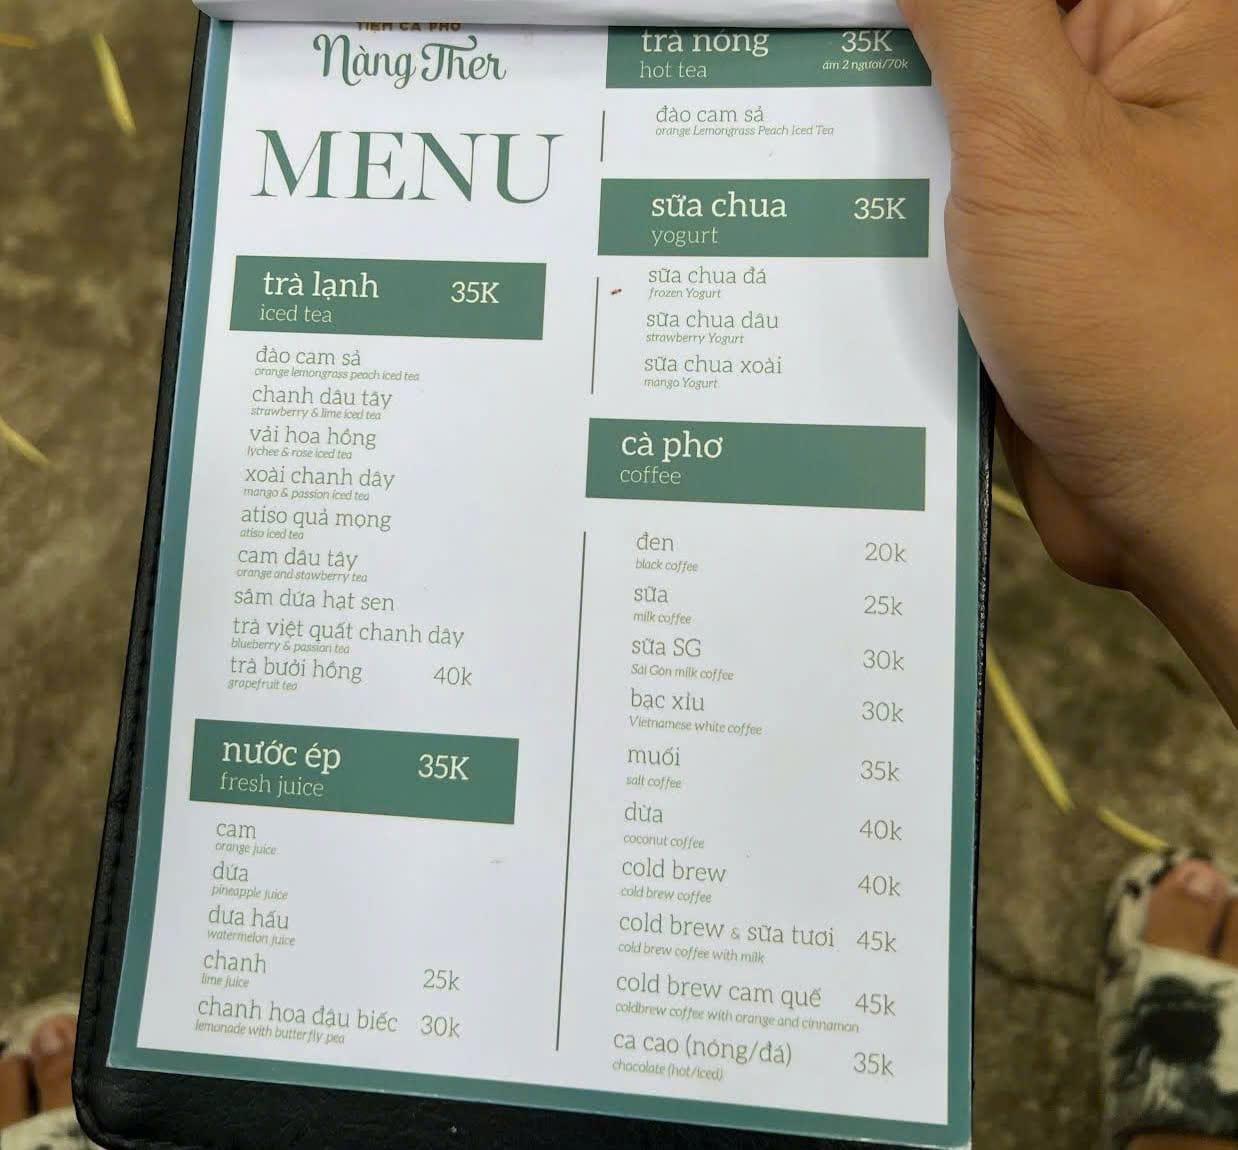 TIỆM CÀ PHƠ
Nàng Thơ
MENU
trà lạnh 35K
iced tea
đào cam sả
orange lemongrass peach iced tea
chanh dâu tây
strawberry & lime iced tea
vải hoa hồng
lychee & rose iced tea
xoài chanh dây
mango & passion iced tea
atiso quả mọng
atiso iced tea
cam dâu tây
orange and stawberry tea
sâm dứa hạt sen
trà việt quất chanh dây
blueberry & passion tea
trà bưởi hồng 40k
grapefruit tea
nước ép 35K
fresh juice
cam
orange juice
dứa
pineapple juice
dưa hấu
watermelon juice
chanh 25k
lime juice
chanh hoa đậu biếc 30k
lemonade with butterfly pea
trà nóng 35K
hot tea ấm 2 người/70k
đào cam sả
orange Lemongrass Peach Iced Tea
sữa chua 35K
yogurt
sữa chua đá
frozen Yogurt
sữa chua dâu
strawberry Yogurt
sữa chua xoài
mango Yogurt
cà phơ
coffee
đen 20k
black coffee
sữa 25k
milk coffee
sữa SG 30k
Sai Gon milk coffee
bạc xỉu 30k
Vietnamese white coffee
muối 35k
salt coffee
dừa 40k
coconut coffee
cold brew 40k
cold brew coffee
cold brew & sữa tươi 45k
cold brew coffee with milk
cold brew cam quế 45k
coldbrew coffee with orange and cinnamon
ca cao (nóng/đá) 35k
chocolate (hot/iced)